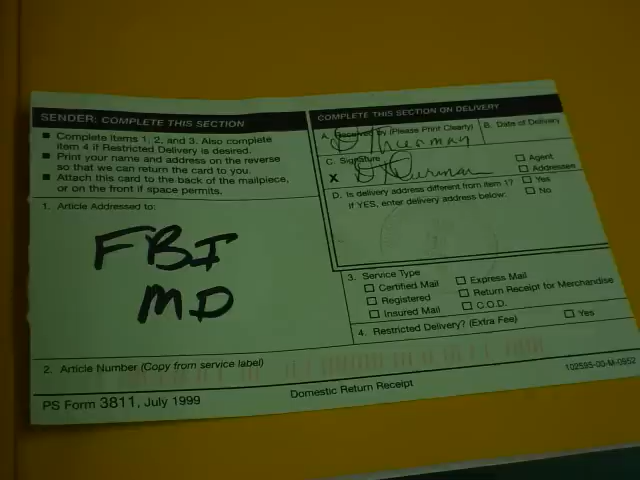 SENDER: COMPLETE THIS SECTION
■ Complete items 1, 2, and 3. Also complete
item 4 if Restricted Delivery is desired.
■ Print your name and address on the reverse
so that we can return the card to you.
■ Attach this card to the back of the mailpiece,
or on the front if space permits.
1. Article Addressed to:
FBI
MD
2. Article Number (Copy from service label)
PS Form 3811, July 1999
Domestic Return Receipt
102595-00-M-0952
COMPLETE THIS SECTION ON DELIVERY
A. Received by (Please Print Clearly)
B. Date of Delivery
C. Signature
X
Agent
Addressee
D. Is delivery address different from item 1? Yes
If YES, enter delivery address below: No
3. Service Type
Certified Mail Express Mail
Registered Return Receipt for Merchandise
Insured Mail C.O.D.
4. Restricted Delivery? (Extra Fee) Yes